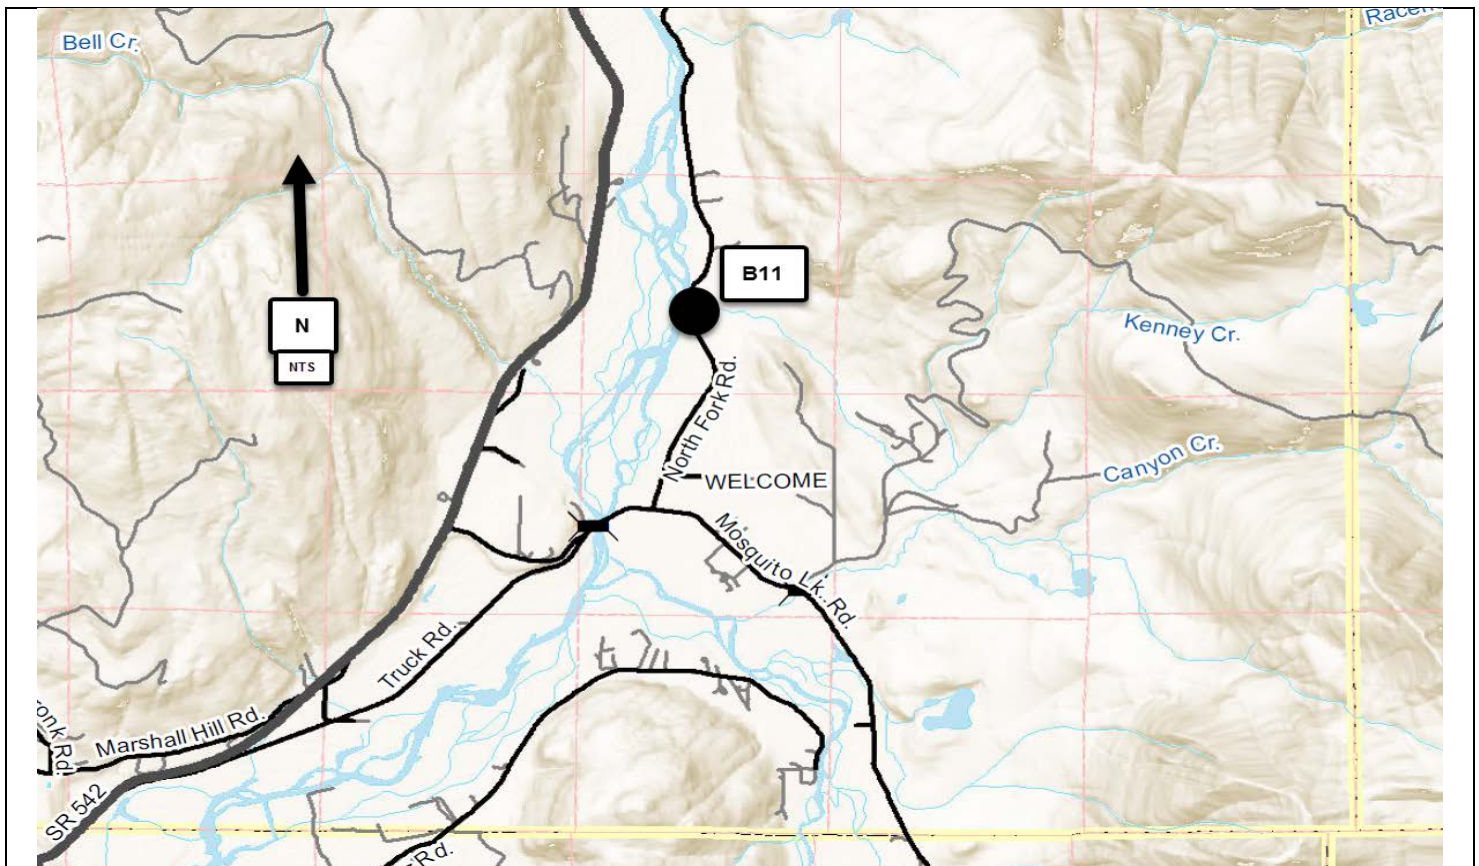 Bell Cr.
B11
N
NTS
Kenney Cr.
North Fork Rd.
Canyon Cr.
WELCOME
Mosquito Lk. Rd.
Truck Rd.
Marshall Hill Rd.
Rd.
SR 542
Rd.